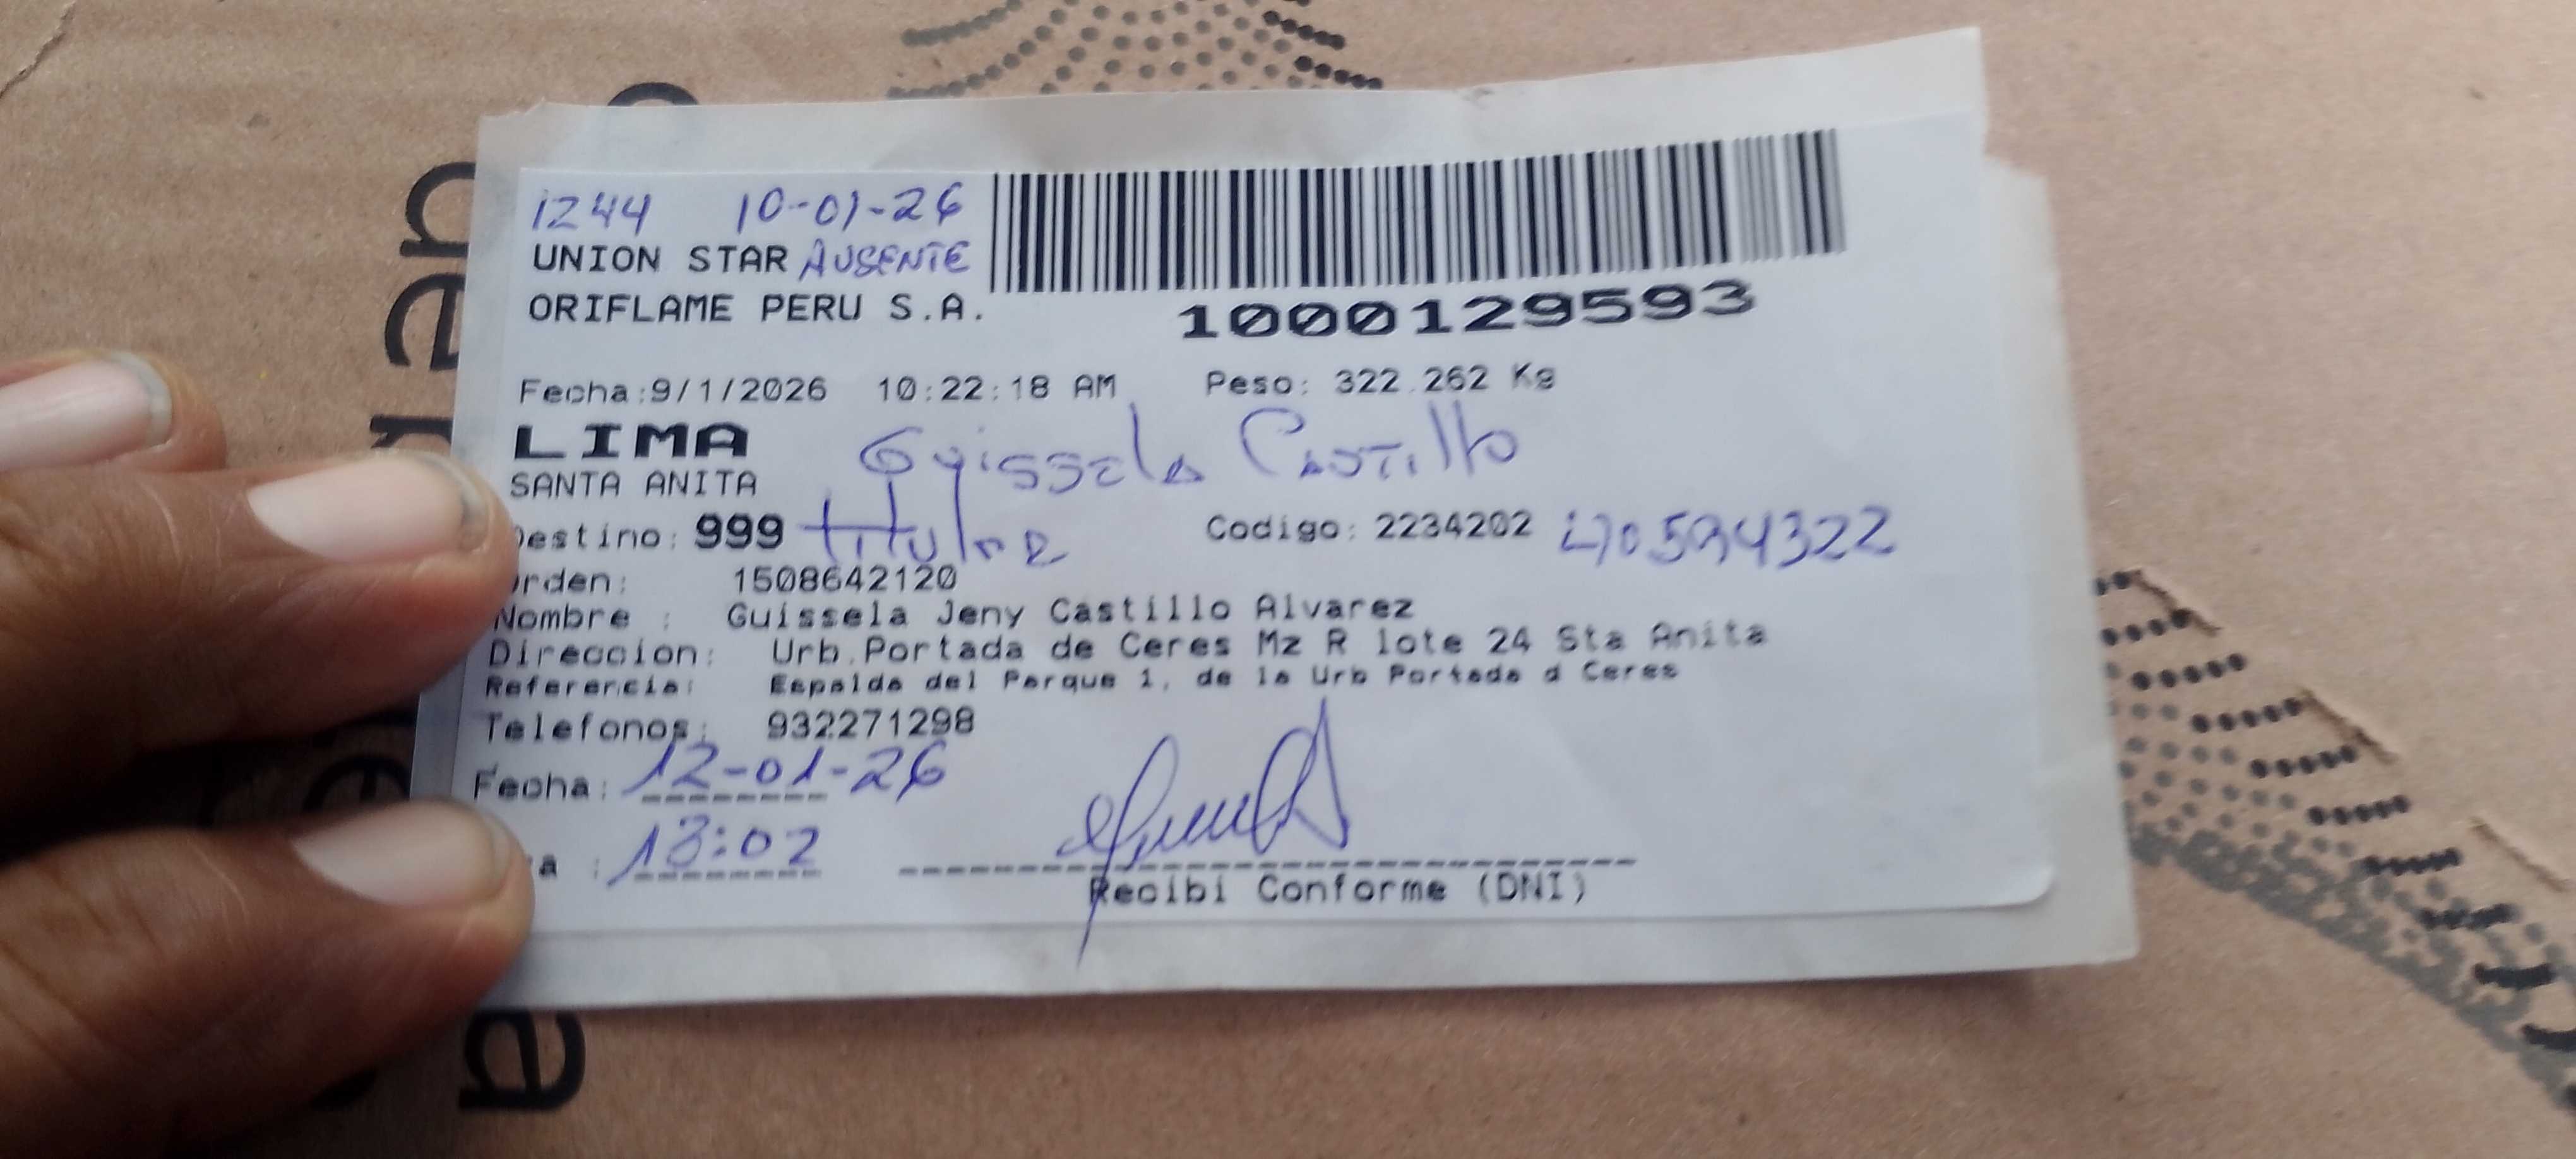 1244 10-01-26
UNION STAR AUSENTE
ORIFLAME PERU S.A.
1000129593
Fecha:9/1/2026 10:22:18 AM Peso: 322.262 Kg
LIMA Guissela Castillo
SANTA ANITA
Destino: 999 titular Codigo: 2234202 40594322
Orden: 1508642120
Nombre : Guissela Jeny Castillo Alvarez
Direccion: Urb.Portada de Ceres Mz R lote 24 Sta Anita
Referencia: Espalda del Parque 1, de la Urb Portada d Ceres
Telefonos: 932271298
Fecha: 12-01-26
a : 13:02
Recibi Conforme (DNI)